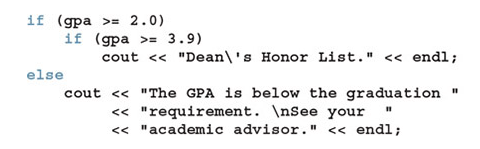 if (gpa >= 2.0)
    if (gpa >= 3.9)
        cout << "Dean\'s Honor List." << endl;
else
    cout << "The GPA is below the graduation "
         << "requirement. \nSee your  "
         << "academic advisor." << endl;